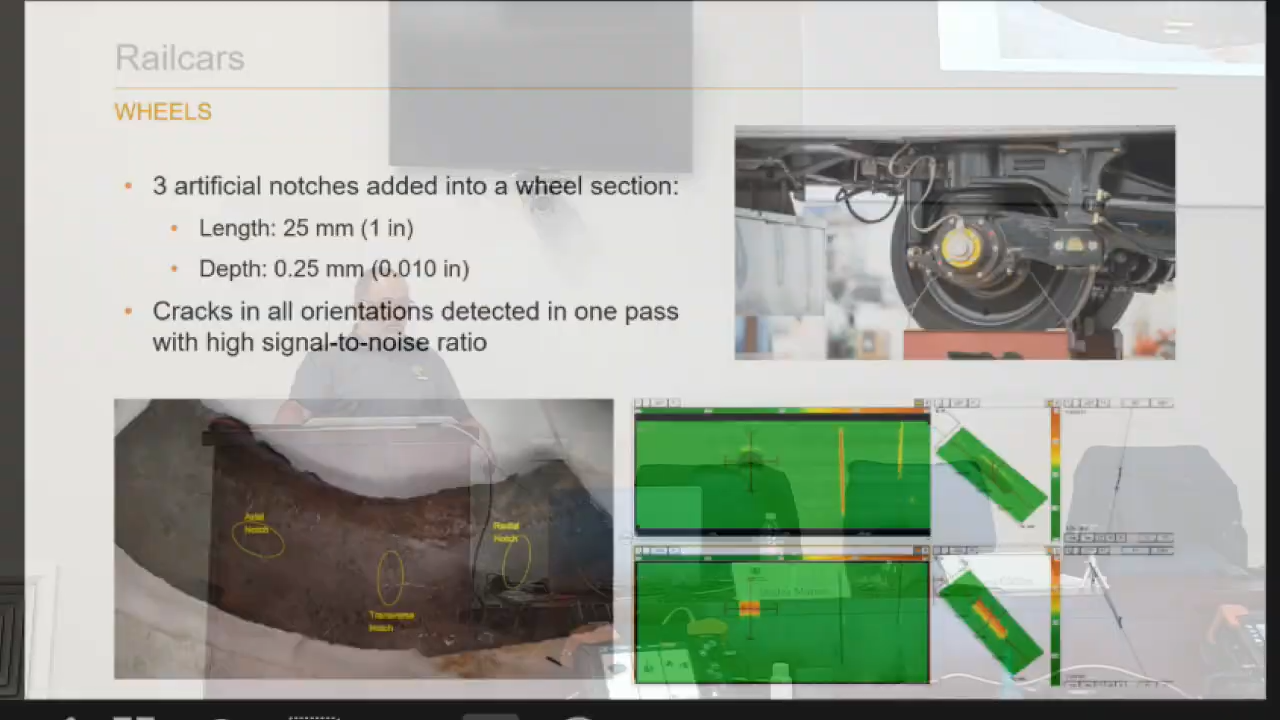 Railcars
WHEELS
• 3 artificial notches added into a wheel section:
• Length: 25 mm (1 in)
• Depth: 0.25 mm (0.010 in)
• Cracks in all orientations detected in one pass
with high signal-to-noise ratio
Axial
Notch
Radial
Notch
Transverse
Notch